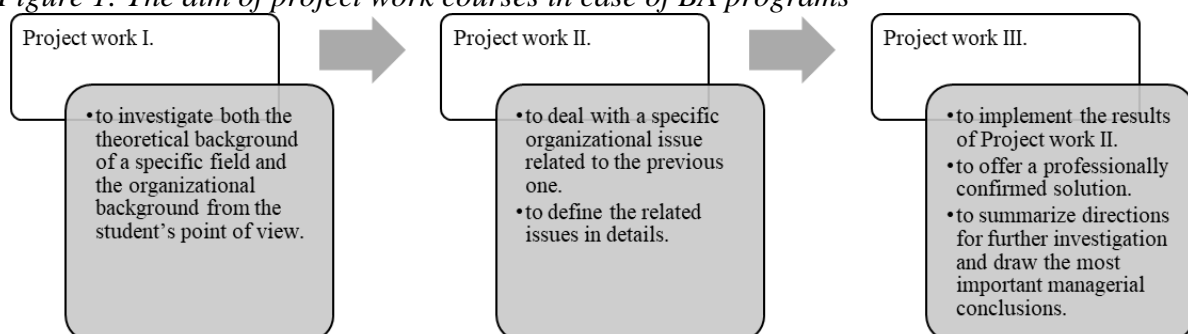 Figure 1: The aim of project work courses in case of BA programs
Project work I.
•to investigate both the
theoretical background
of a specific field and
the organizational
background from the
student's point of view.
Project work II.
•to deal with a specific
organizational issue
related to the previous
one.
•to define the related
issues in details.
Project work III.
•to implement the results
of Project work II.
•to offer a professionally
confirmed solution.
•to summarize directions
for further investigation
and draw the most
important managerial
conclusions.